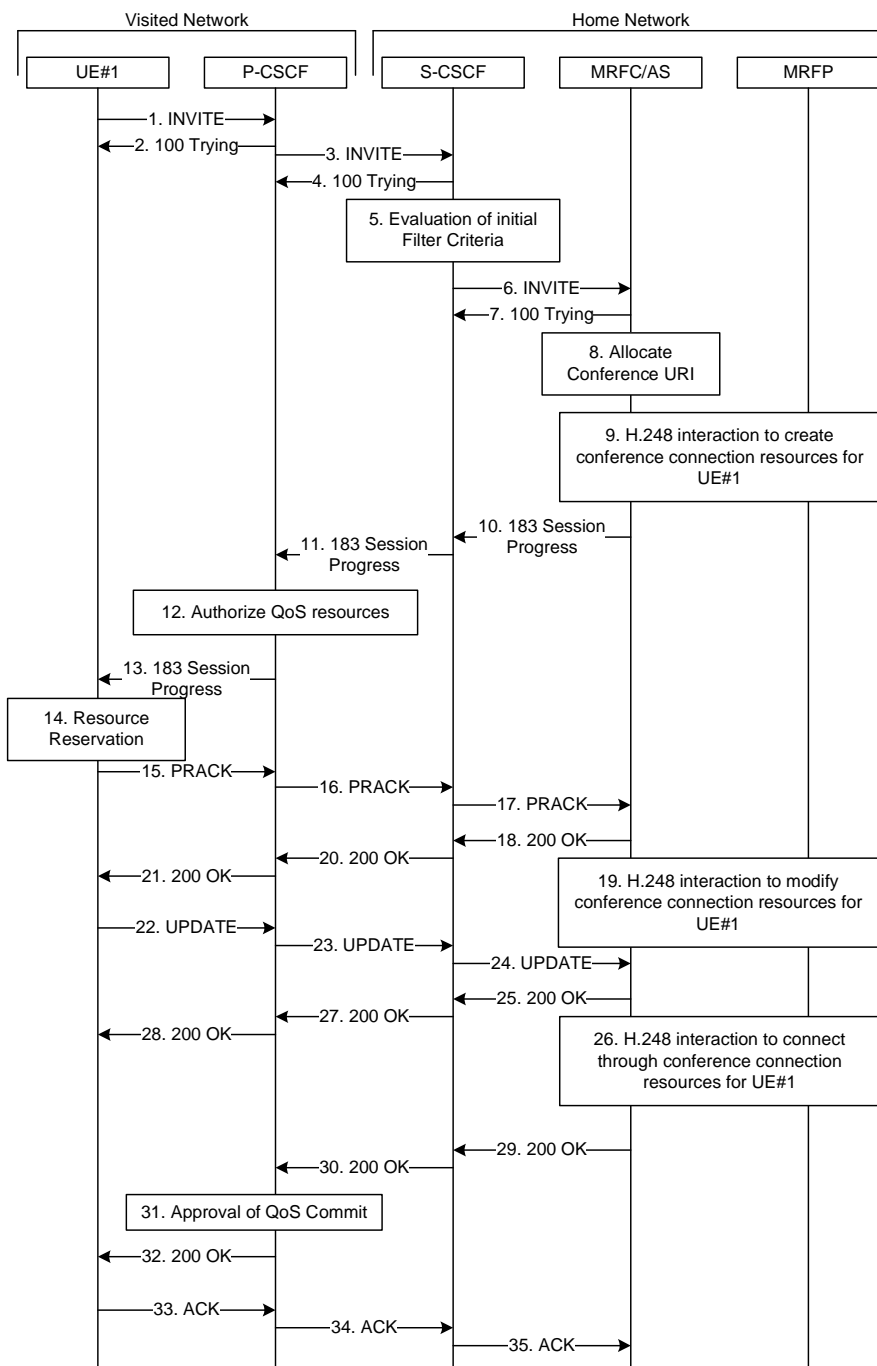 Visited Network
Home Network
UE#1
P-CSCF
S-CSCF
MRFC/AS
MRFP
1. INVITE
2. 100 Trying
3. INVITE
4. 100 Trying
5. Evaluation of initial
Filter Criteria
6. INVITE
7. 100 Trying
8. Allocate
Conference URI
9. H.248 interaction to create
conference connection resources for
UE#1
10. 183 Session
Progress
11. 183 Session
Progress
12. Authorize QoS resources
13. 183 Session
Progress
14. Resource
Reservation
15. PRACK
16. PRACK
17. PRACK
18. 200 OK
19. H.248 interaction to modify
conference connection resources for
UE#1
20. 200 OK
21. 200 OK
22. UPDATE
23. UPDATE
24. UPDATE
25. 200 OK
26. H.248 interaction to connect
through conference connection
resources for UE#1
27. 200 OK
28. 200 OK
29. 200 OK
30. 200 OK
31. Approval of QoS Commit
32. 200 OK
33. ACK
34. ACK
35. ACK